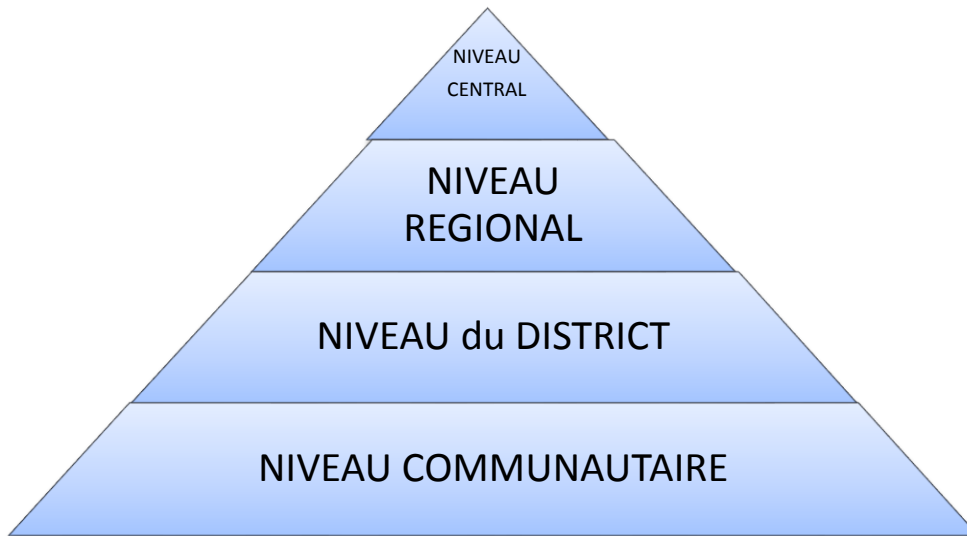 NIVEAU
CENTRAL
NIVEAU
REGIONAL
NIVEAU du DISTRICT
NIVEAU COMMUNAUTAIRE